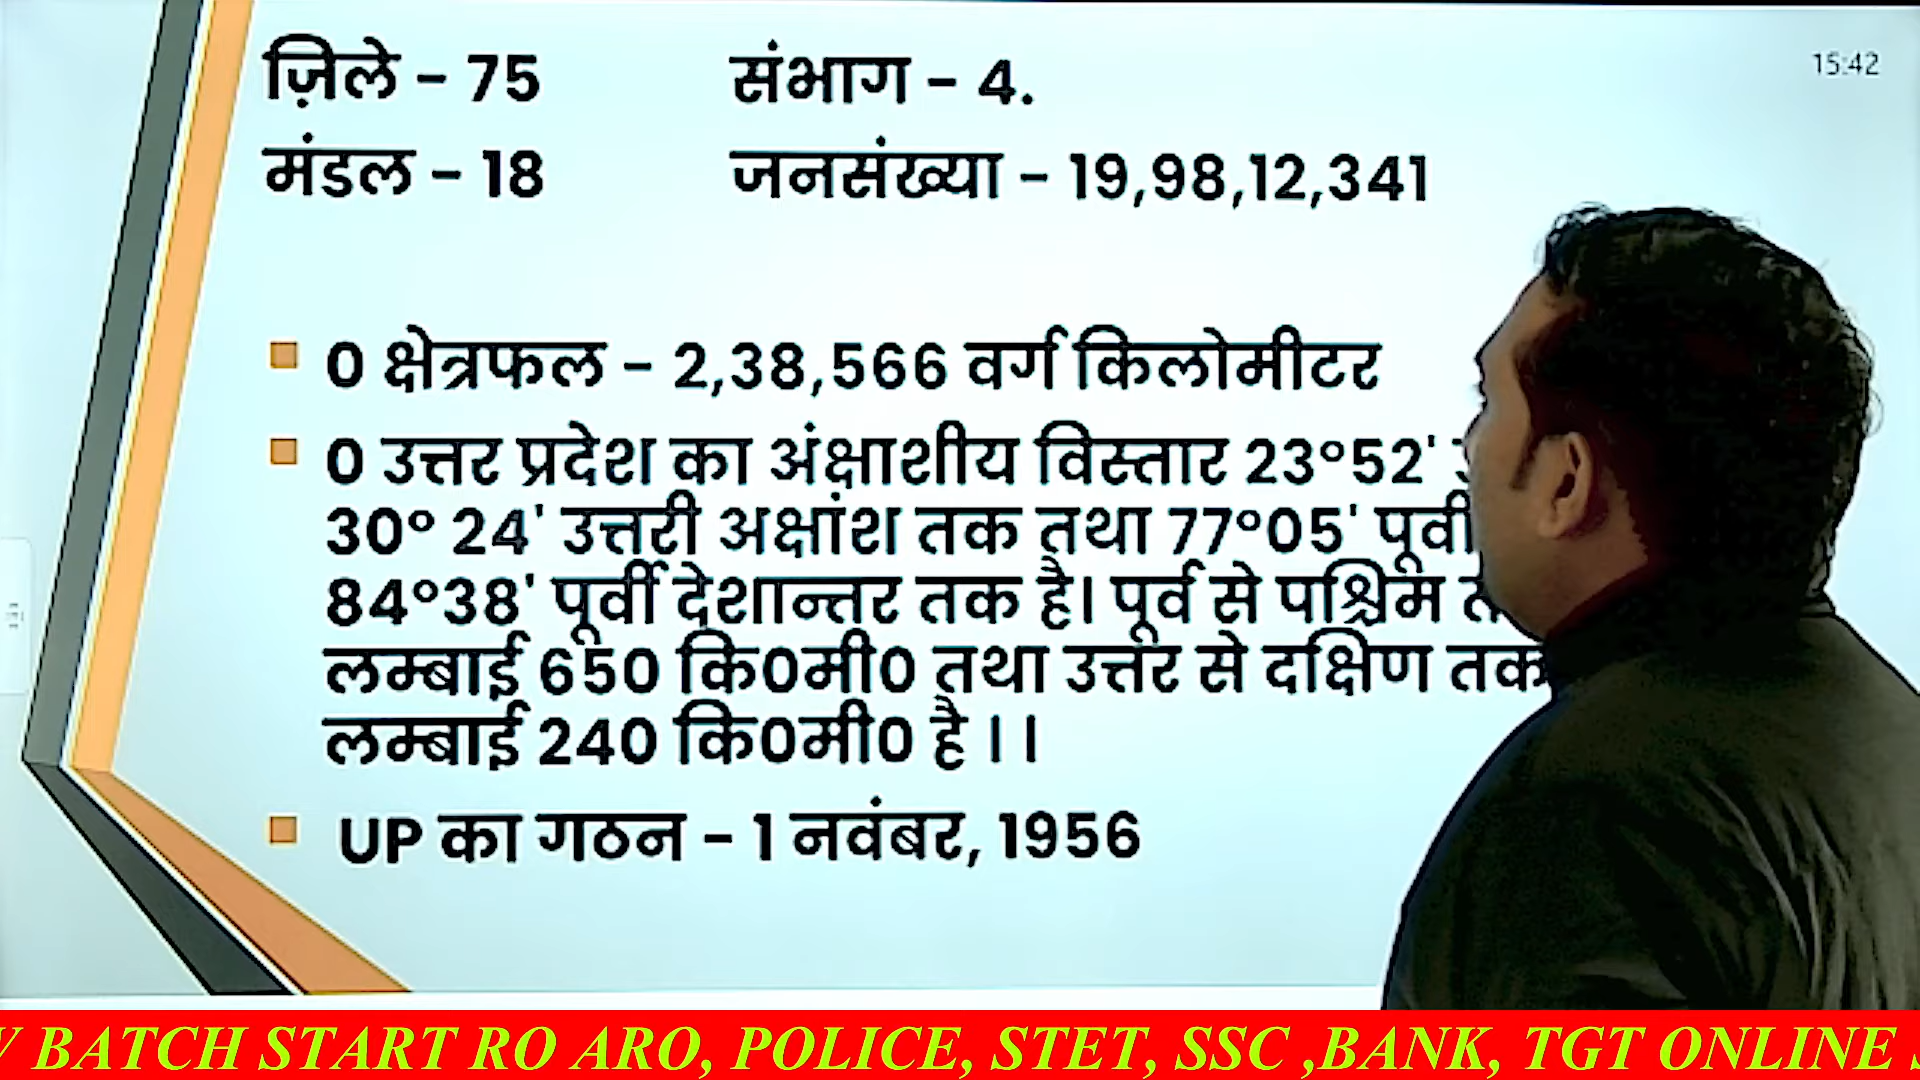 ज़िले - 75 संभाग - 4.
15:42
मंडल - 18 जनसंख्या - 19,98,12,341
0 क्षेत्रफल - 2,38,566 वर्ग किलोमीटर
0 उत्तर प्रदेश का अंक्षाशीय विस्तार 23°52'
30° 24' उत्तरी अक्षांश तक तथा 77°05' पूर्वी
84°38' पूर्वी देशान्तर तक है। पूर्व से पश्चिम
लम्बाई 650 कि0मी0 तथा उत्तर से दक्षिण तक
लम्बाई 240 कि0मी0 है ।।
UP का गठन - 1 नवंबर, 1956
BATCH START RO ARO, POLICE, STET, SSC ,BANK, TGT ONLINE